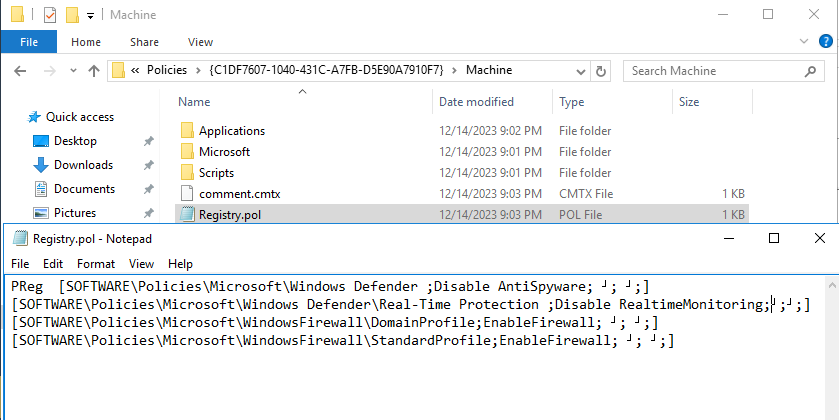 Machine
File Home Share View
Policies {C1DF7607-1040-431C-A7FB-D5E90A7910F7} Machine Search Machine
Name Date modified Type Size
Quick access
Desktop
Downloads
Documents
Pictures
Applications 12/14/2023 9:02 PM File folder
Microsoft 12/14/2023 9:01 PM File folder
Scripts 12/14/2023 9:01 PM File folder
comment.cmtx 12/14/2023 9:03 PM CMTX File 1 KB
Registry.pol 12/14/2023 9:03 PM POL File 1 KB
Registry.pol - Notepad
File Edit Format View Help
PReg [SOFTWARE\Policies\Microsoft\Windows Defender ;Disable AntiSpyware; ┘; ┘;]
[SOFTWARE\Policies\Microsoft\Windows Defender\Real-Time Protection ;Disable RealtimeMonitoring;┘;┘;]
[SOFTWARE\Policies\Microsoft\WindowsFirewall\DomainProfile;EnableFirewall; ┘; ┘;]
[SOFTWARE\Policies\Microsoft\WindowsFirewall\StandardProfile;EnableFirewall; ┘; ┘;]